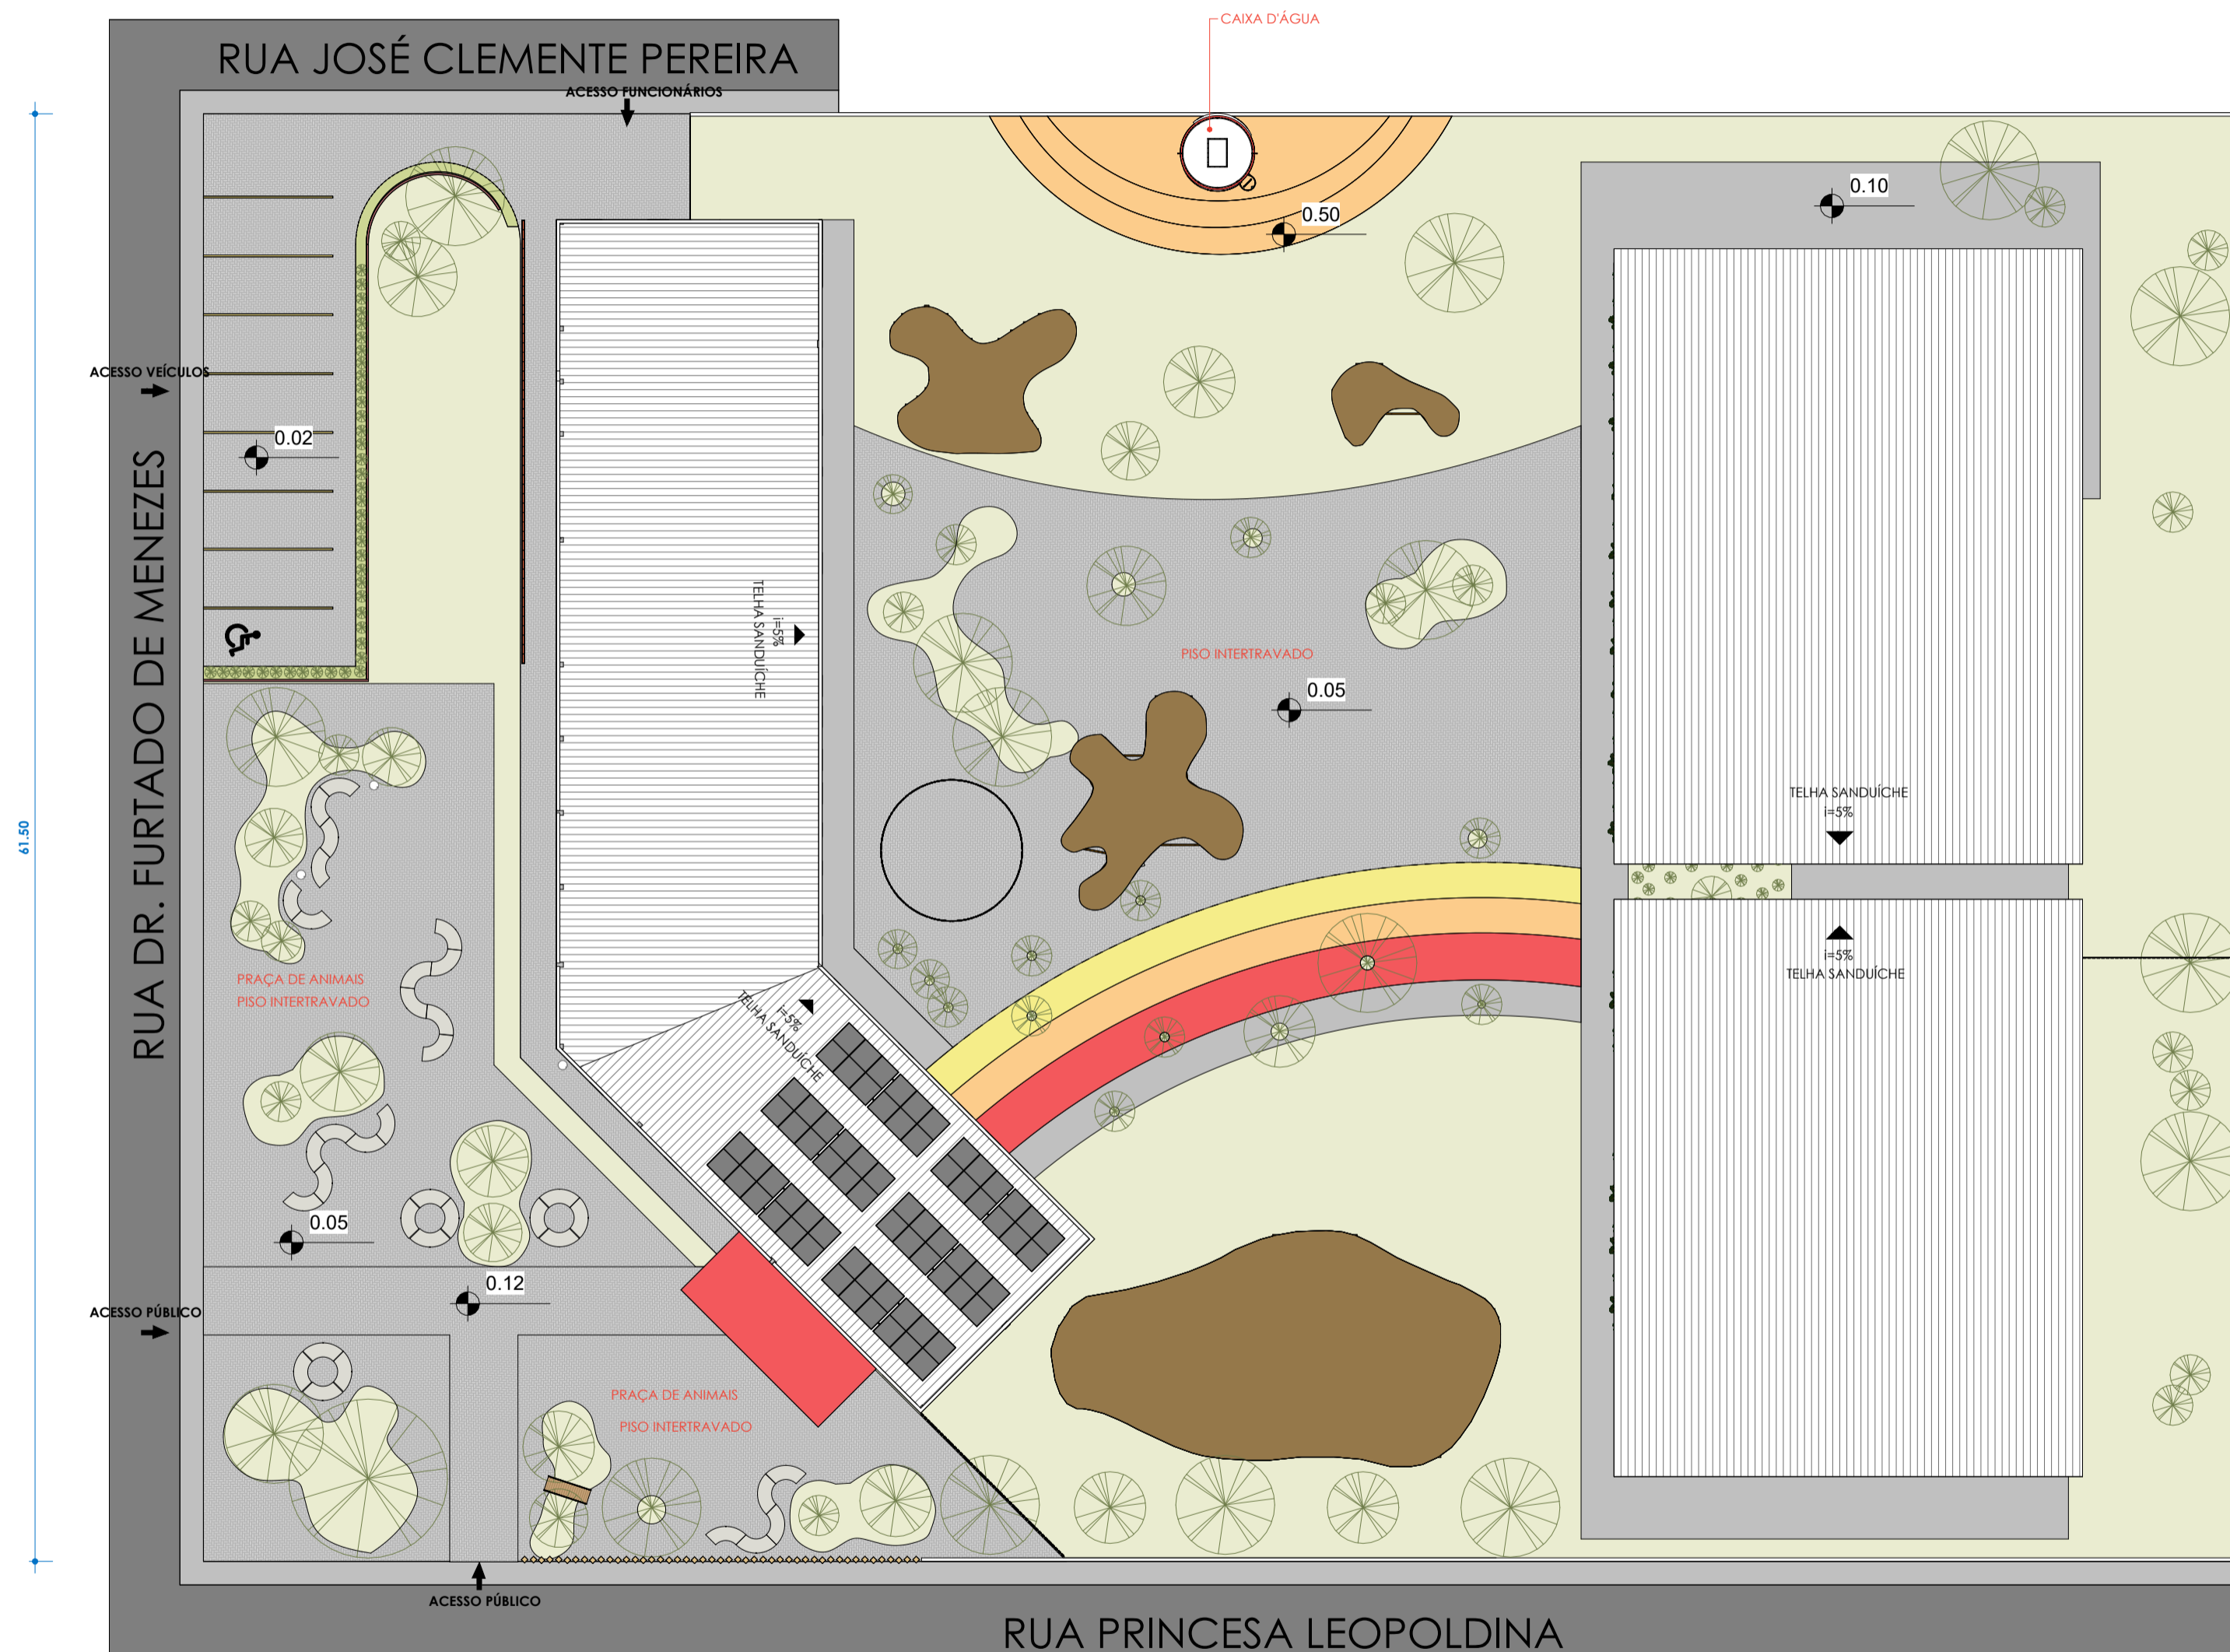 CAIXA D'ÁGUA
RUA JOSÉ CLEMENTE PEREIRA
ACESSO FUNCIONÁRIOS
0.10
0.50
ACESSO VEÍCULOS
0.02
RUA DR. FURTADO DE MENEZES
61.50
TELHA SANDUÍCHE
i=5%
PISO INTERTRAVADO
0.05
TELHA SANDUÍCHE
i=5%
i=5%
TELHA SANDUÍCHE
PRAÇA DE ANIMAIS
PISO INTERTRAVADO
TELHA SANDUÍCHE
i=5%
0.05
0.12
ACESSO PÚBLICO
PRAÇA DE ANIMAIS
PISO INTERTRAVADO
ACESSO PÚBLICO
RUA PRINCESA LEOPOLDINA